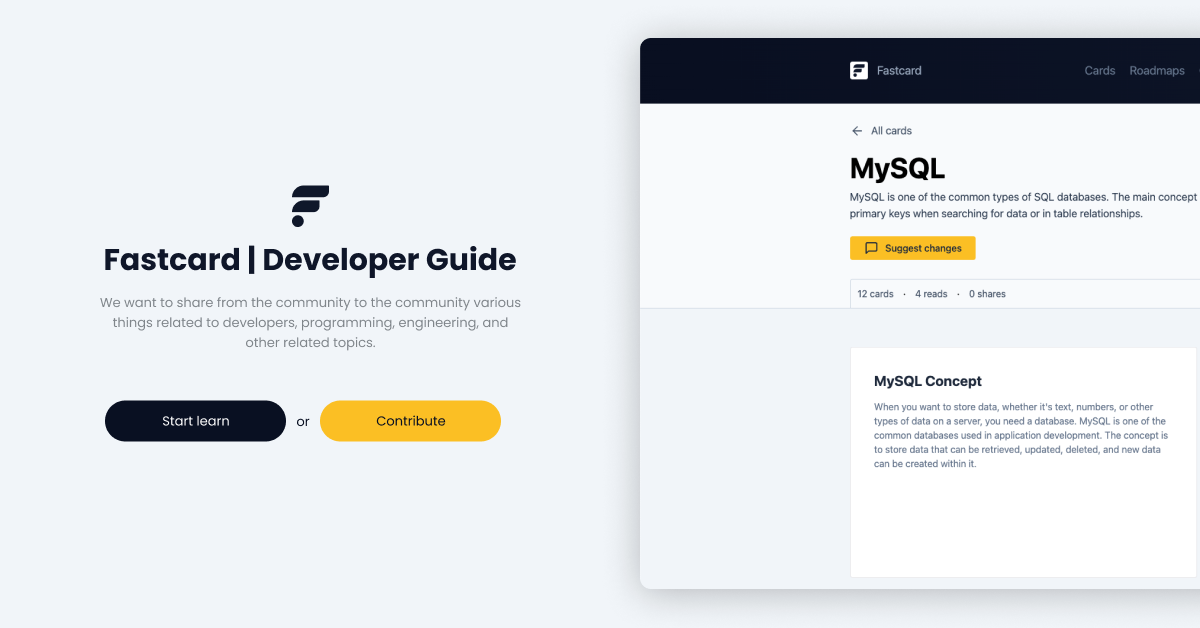 Fastcard | Developer Guide
We want to share from the community to the community various
things related to developers, programming, engineering, and
other related topics.
Start learn or Contribute
Fastcard Cards Roadmaps
All cards
MySQL
MySQL is one of the common types of SQL databases. The main concept
primary keys when searching for data or in table relationships.
Suggest changes
12 cards · 4 reads · 0 shares
MySQL Concept
When you want to store data, whether it's text, numbers, or other
types of data on a server, you need a database. MySQL is one of the
common databases used in application development. The concept is
to store data that can be retrieved, updated, deleted, and new data
can be created within it.